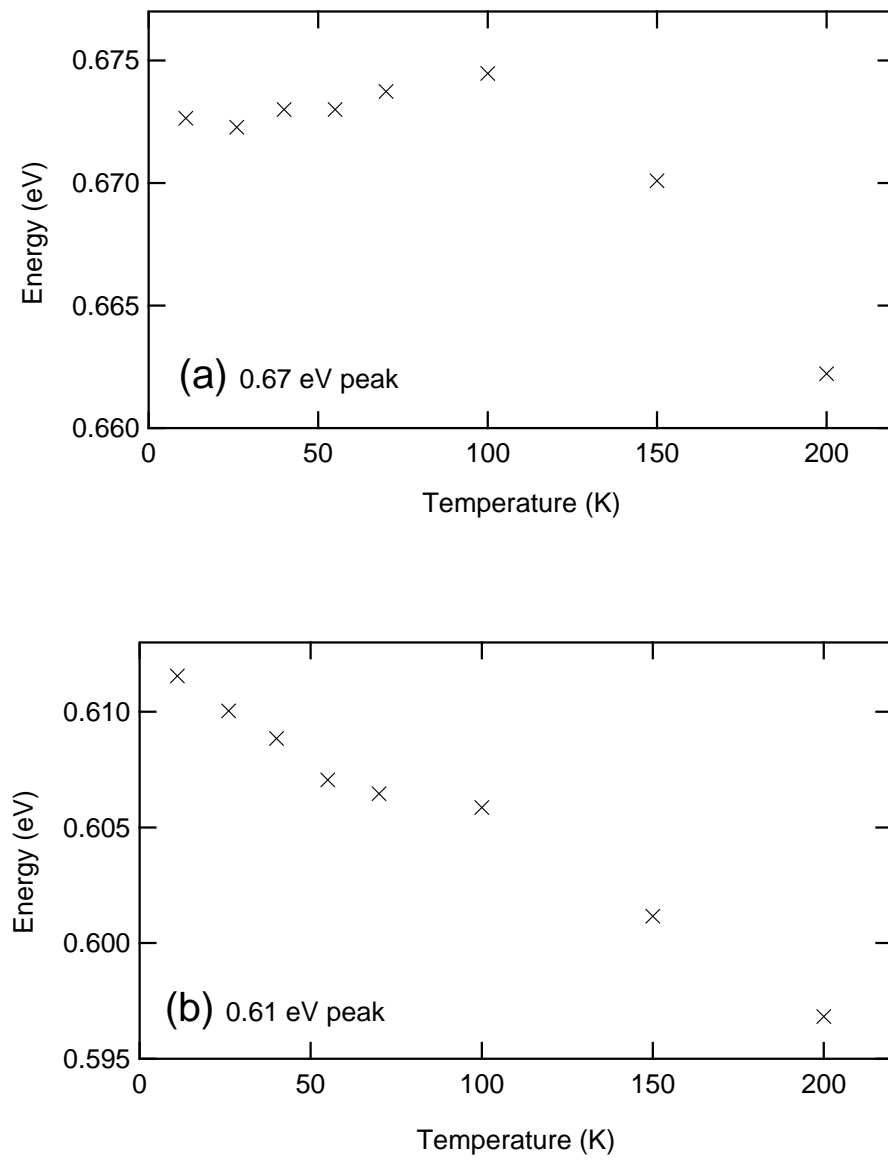 0.675
0.670
0.665
0.660
Energy (eV)
(a) 0.67 eV peak
0 50 100 150 200
Temperature (K)
0.610
0.605
0.600
0.595
Energy (eV)
(b) 0.61 eV peak
0 50 100 150 200
Temperature (K)